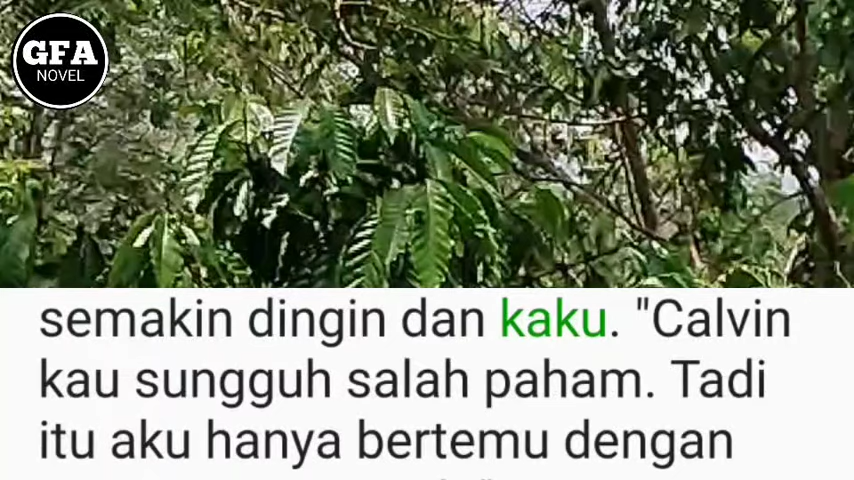 GFA
NOVEL
semakin dingin dan kaku. "Calvin
kau sungguh salah paham. Tadi
itu aku hanya bertemu dengan